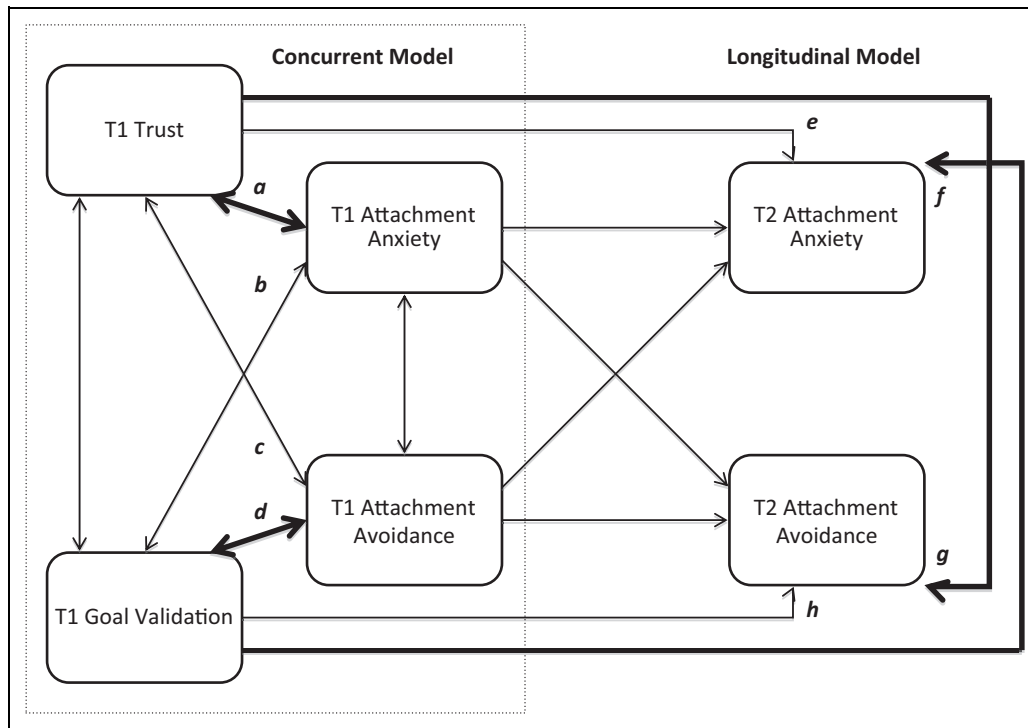 Concurrent Model
Longitudinal Model
T1 Trust
e
a
T1 Attachment
Anxiety
T2 Attachment
Anxiety
f
b
c
T1 Attachment
Avoidance
T2 Attachment
Avoidance
d
g
T1 Goal Validation
h